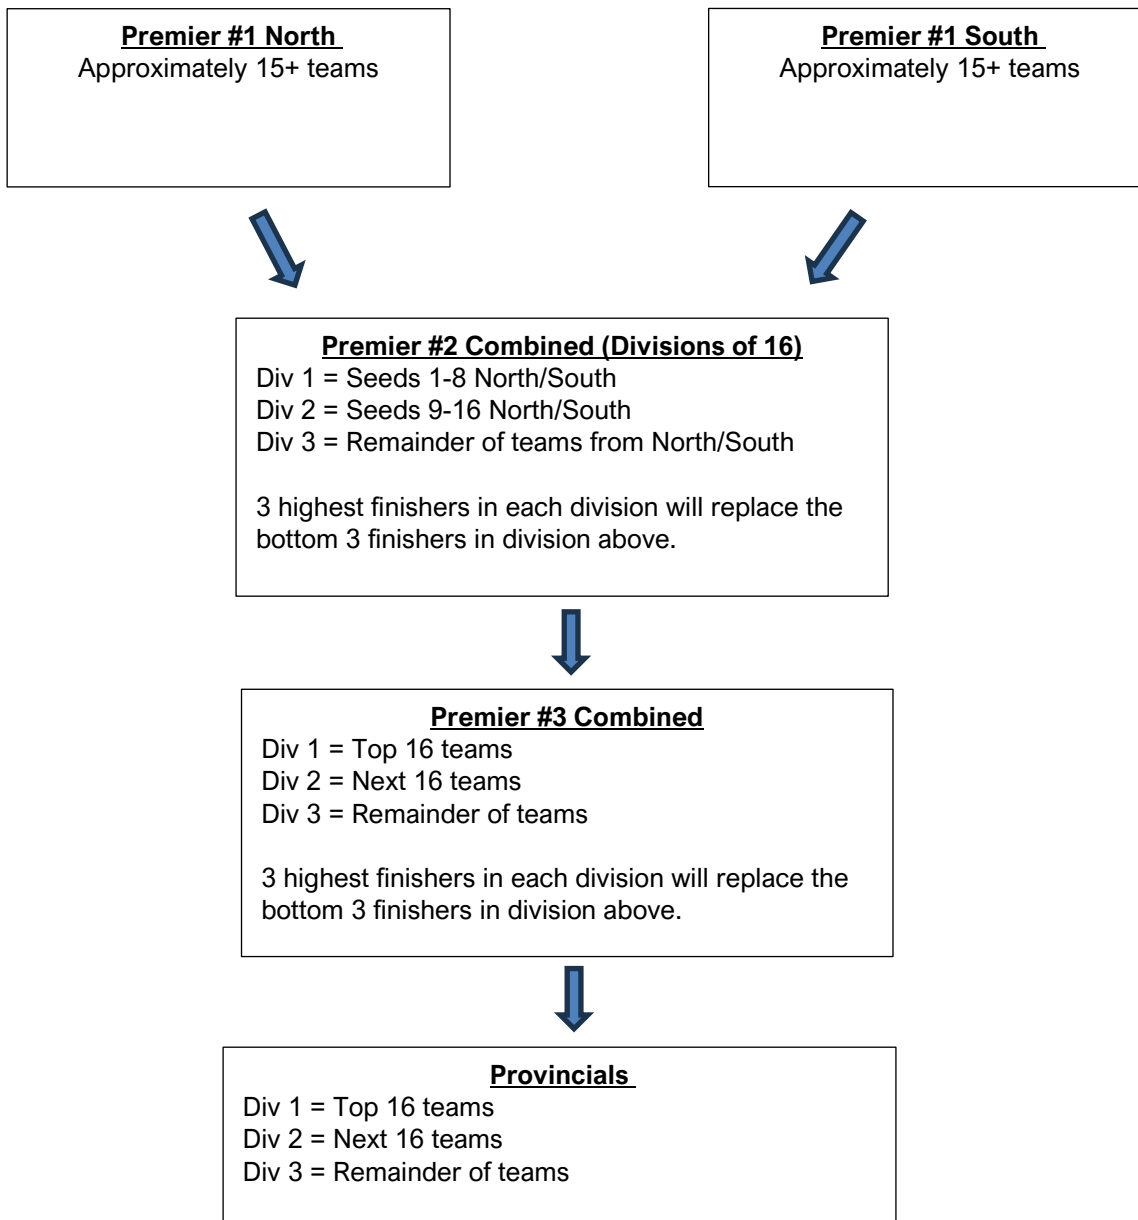 Premier #1 North
Approximately 15+ teams
Premier #1 South
Approximately 15+ teams
Premier #2 Combined (Divisions of 16)
Div 1 = Seeds 1-8 North/South
Div 2 = Seeds 9-16 North/South
Div 3 = Remainder of teams from North/South
3 highest finishers in each division will replace the
bottom 3 finishers in division above.
Premier #3 Combined
Div 1 = Top 16 teams
Div 2 = Next 16 teams
Div 3 = Remainder of teams
3 highest finishers in each division will replace the
bottom 3 finishers in division above.
Provincials
Div 1 = Top 16 teams
Div 2 = Next 16 teams
Div 3 = Remainder of teams